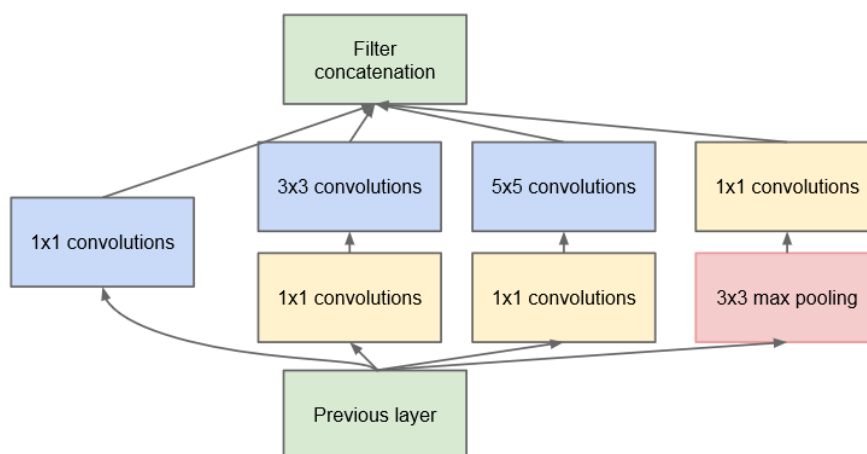 Filter
concatenation
3x3 convolutions
5x5 convolutions
1x1 convolutions
1x1 convolutions
1x1 convolutions
1x1 convolutions
3x3 max pooling
Previous layer